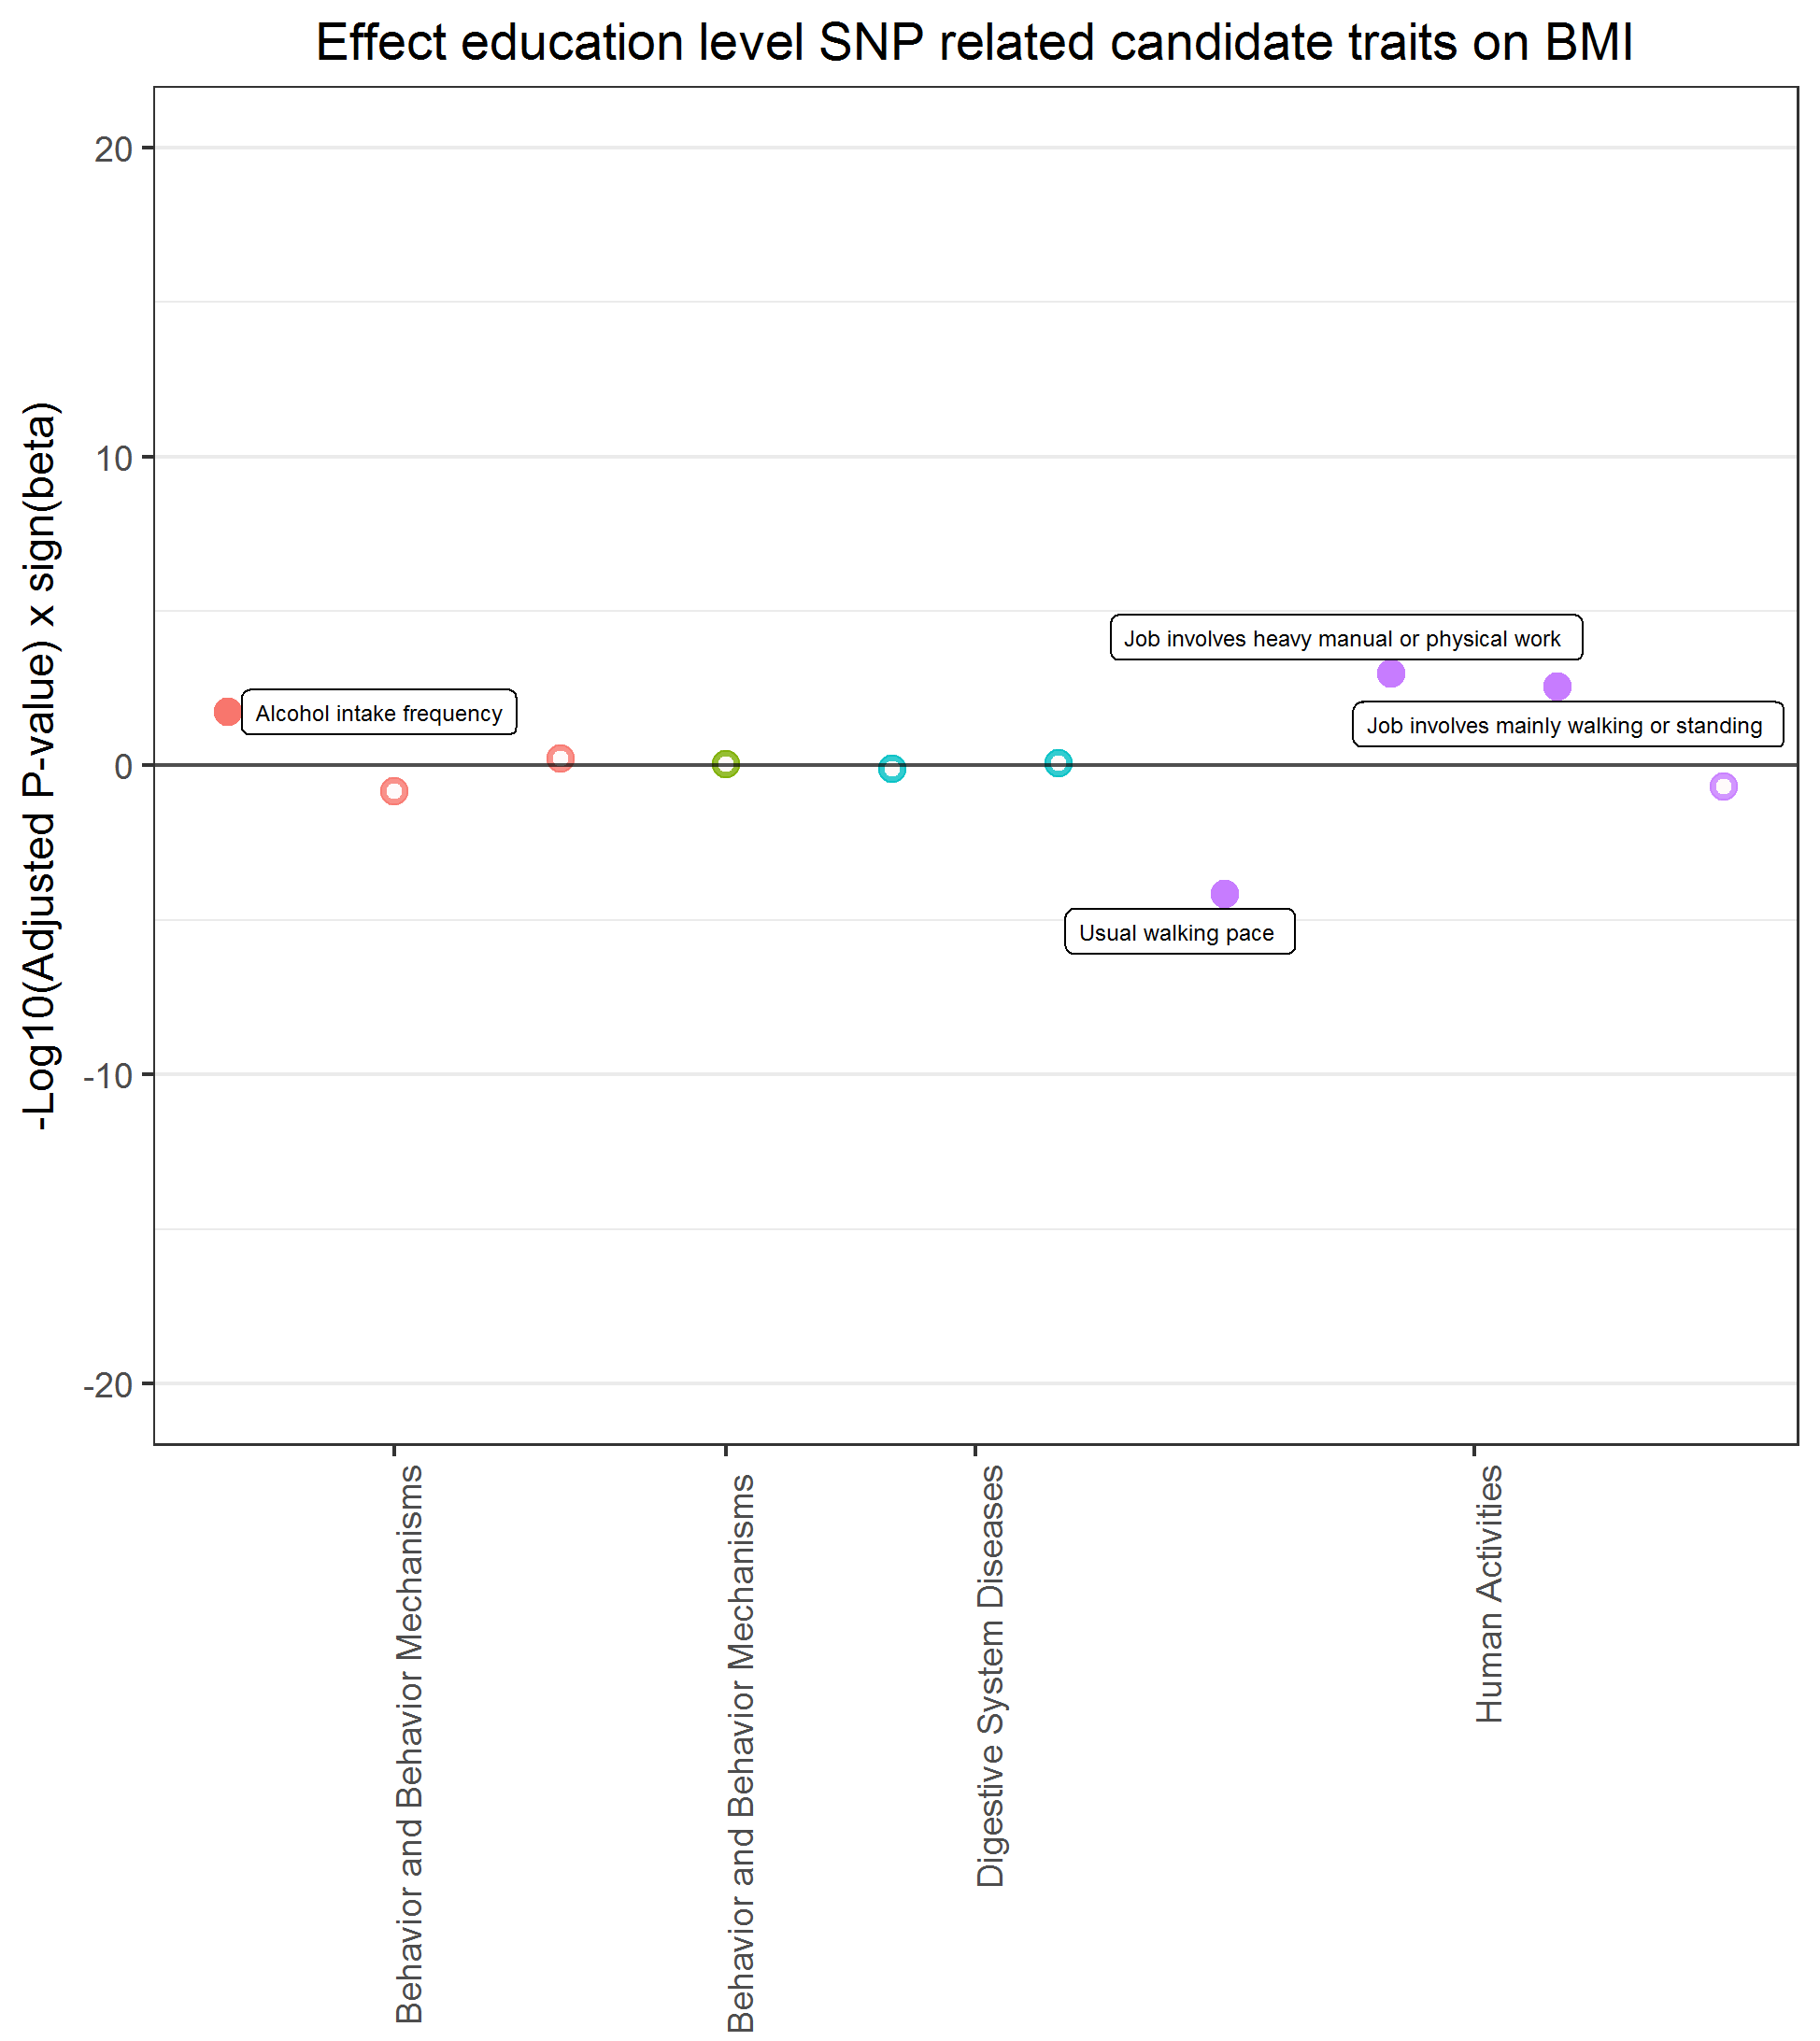 Effect education level SNP related candidate traits on BMI
-Log10(Adjusted P-value) x sign(beta)
20
10
0
-10
-20
Job involves heavy manual or physical work
Alcohol intake frequency
Job involves mainly walking or standing
Usual walking pace
Behavior and Behavior Mechanisms
Behavior and Behavior Mechanisms
Digestive System Diseases
Human Activities